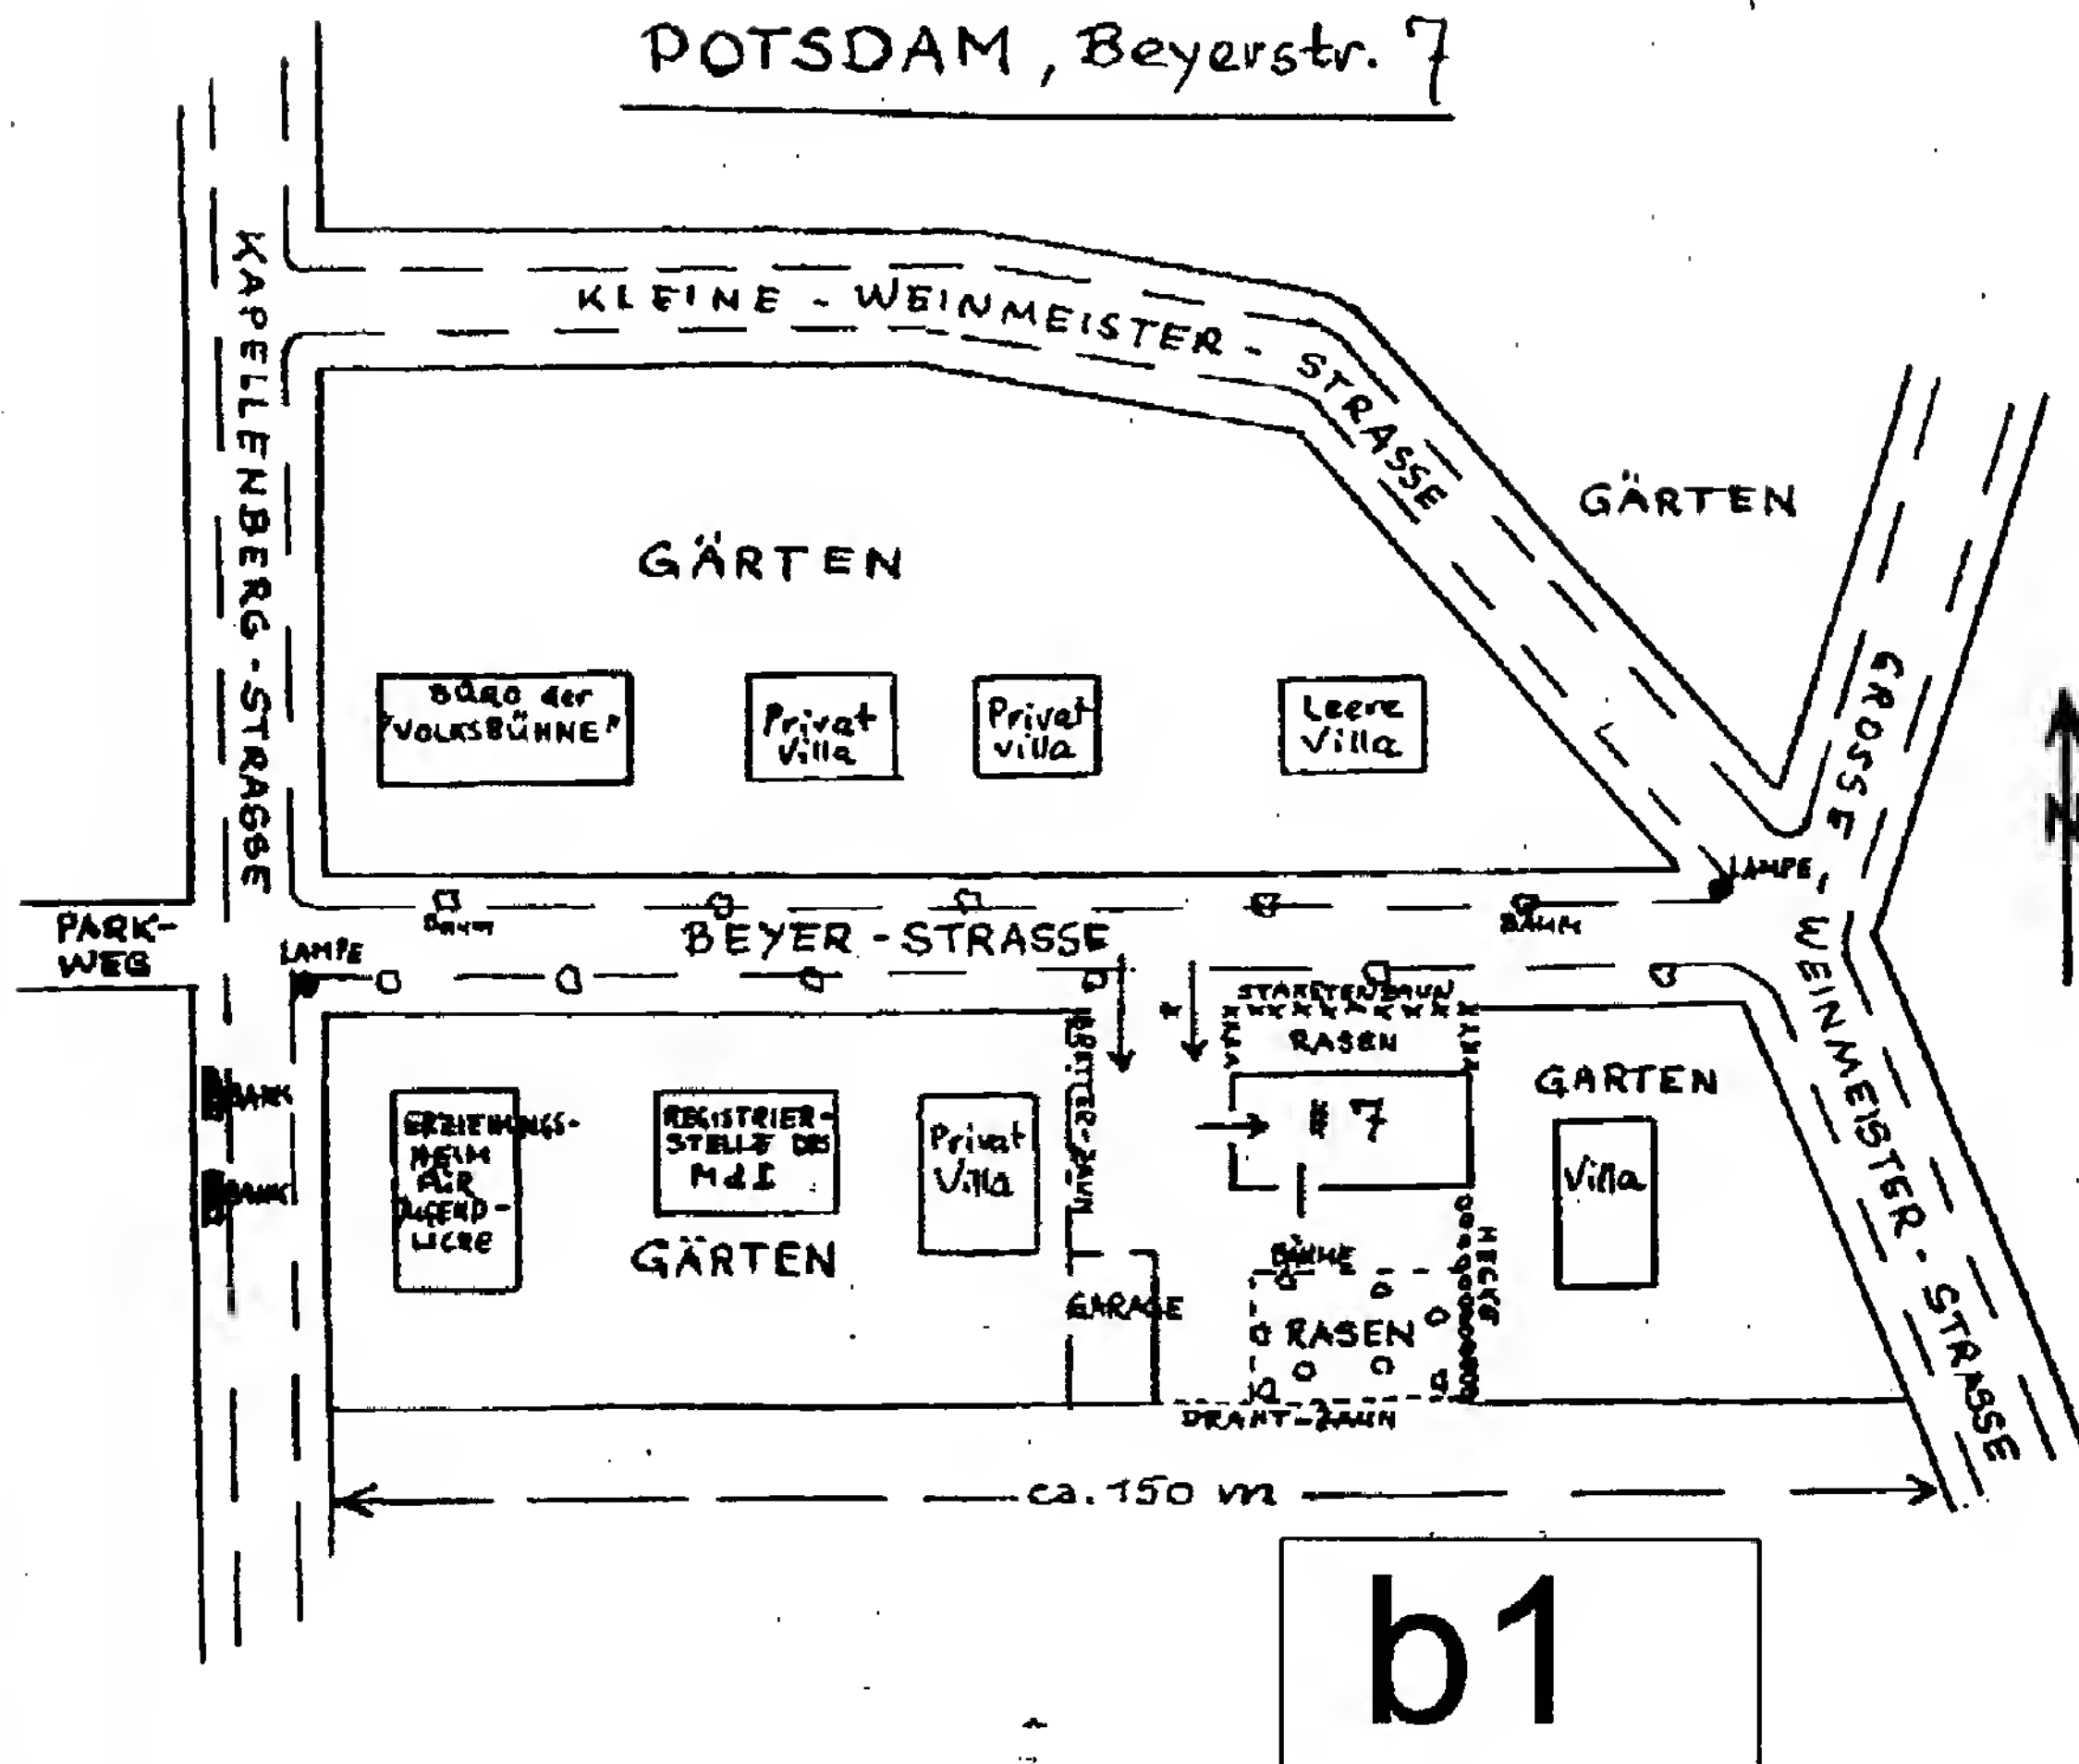 POTSDAM, Beyerstr. 7
KAPELLENBERG-STRASSE
KLEINE - WEINMEISTER - STRASSE
GÄRTEN
GÄRTEN
GROSSE
WEINMEISTER - STRASSE
N
BÜRO der
"VOLKSBÜHNE"
Privat
Villa
Privat
Villa
Leere
Villa
LAMPE
BAUM
BAUM
PARK-
WEG
LAMPE
BEYER - STRASSE
STAKETENZAUN
RASEN
BRETTER-ZAUN
BANK
BANK
ERZIEHUNGS-
HEIM
FÜR
JUGEND-
LICHE
REGISTRIER-
STELLE DES
MdI
Privat
Villa
# 7
GARTEN
Villa
GÄRTEN
BÄUME
HECKE
GARAGE
RASEN
DRAHT-ZAUN
ca. 150 m
b1